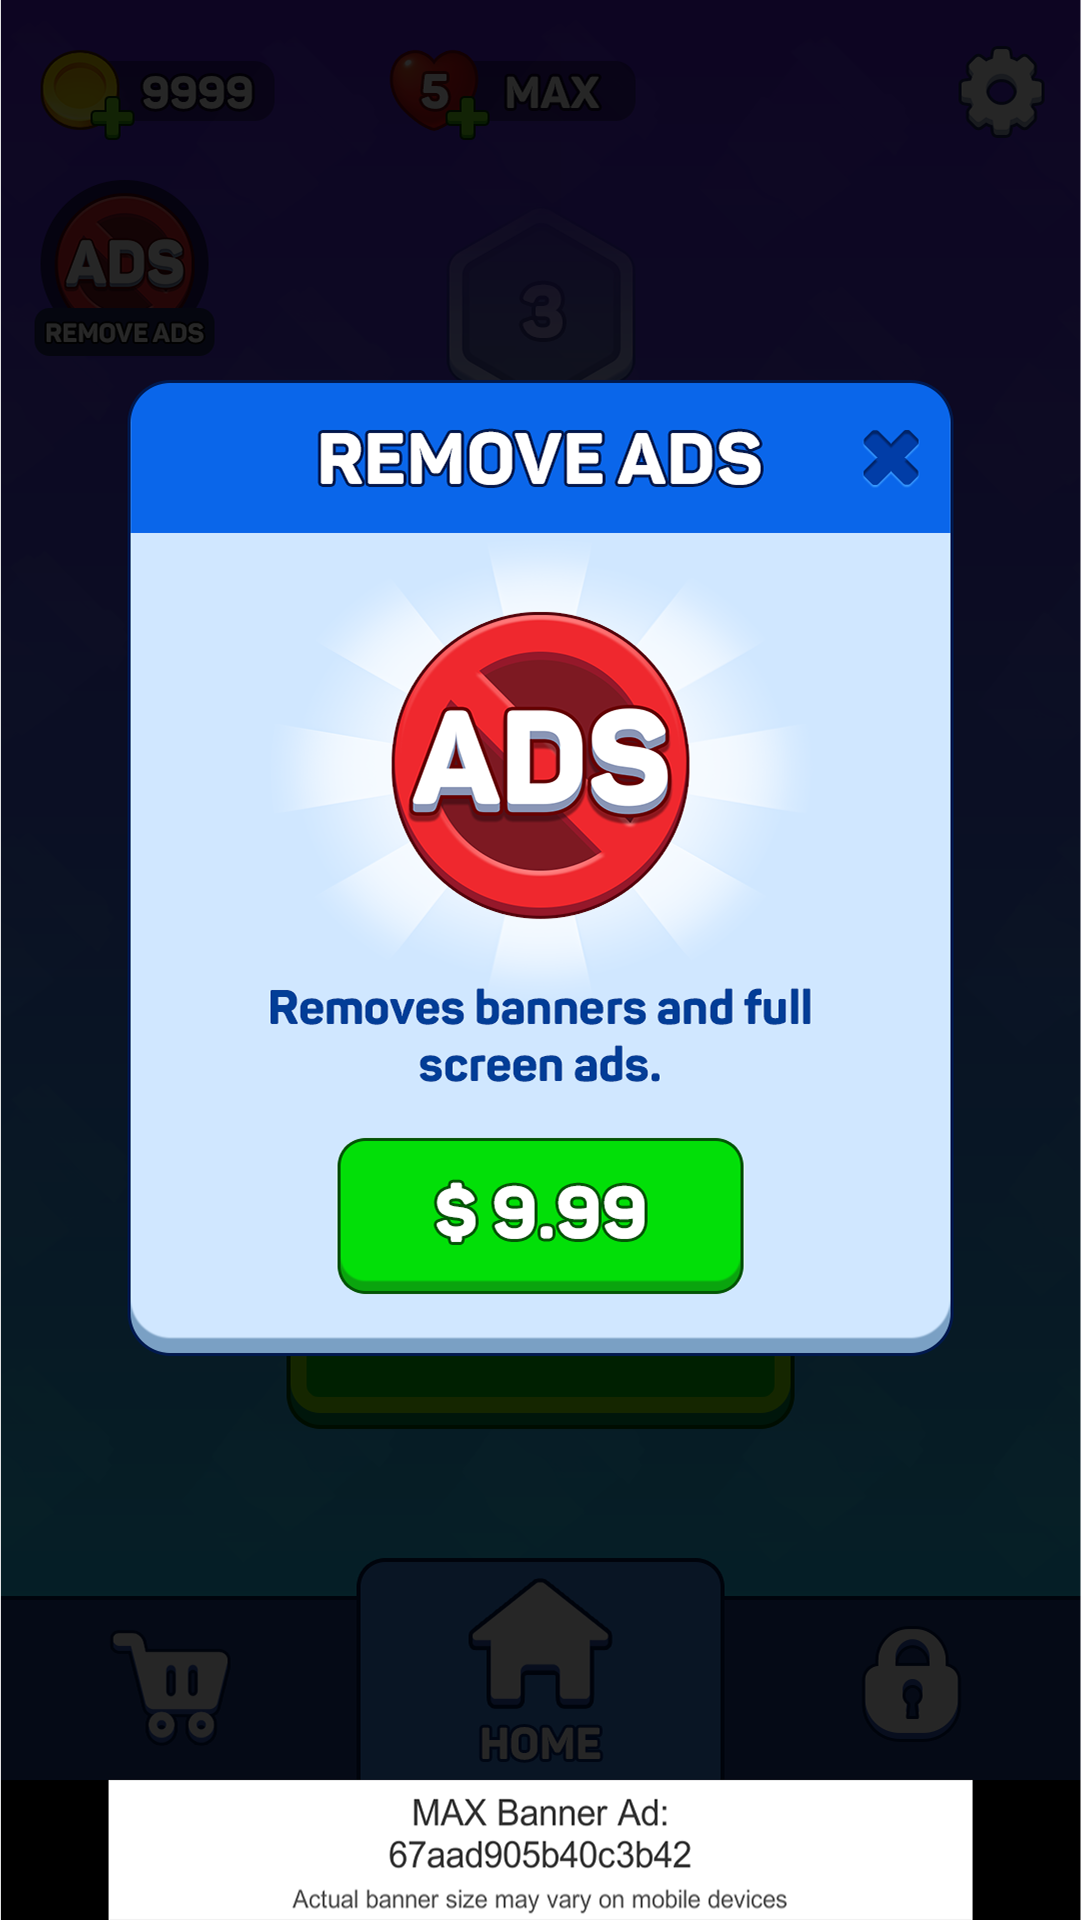 9999
5
MAX
ADS
REMOVE ADS
3
REMOVE ADS
ADS
Removes banners and full
screen ads.
$ 9.99
HOME
MAX Banner Ad:
67aad905b40c3b42
Actual banner size may vary on mobile devices